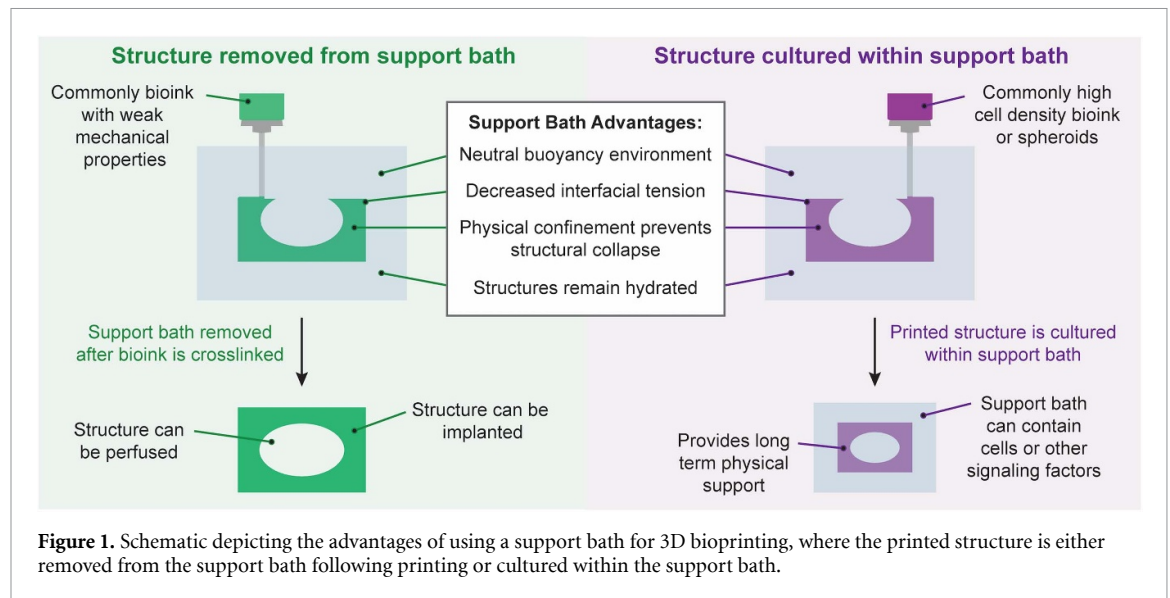 Structure removed from support bath
Structure cultured within support bath
Commonly bioink
with weak
mechanical
properties
Support Bath Advantages:
Neutral buoyancy environment
Decreased interfacial tension
Physical confinement prevents
structural collapse
Structures remain hydrated
Commonly high
cell density bioink
or spheroids
Support bath removed
after bioink is crosslinked
Printed structure is cultured
within support bath
Structure can
be perfused
Structure can be
implanted
Provides long
term physical
support
Support bath
can contain
cells or other
signaling factors
Figure 1. Schematic depicting the advantages of using a support bath for 3D bioprinting, where the printed structure is either
removed from the support bath following printing or cultured within the support bath.